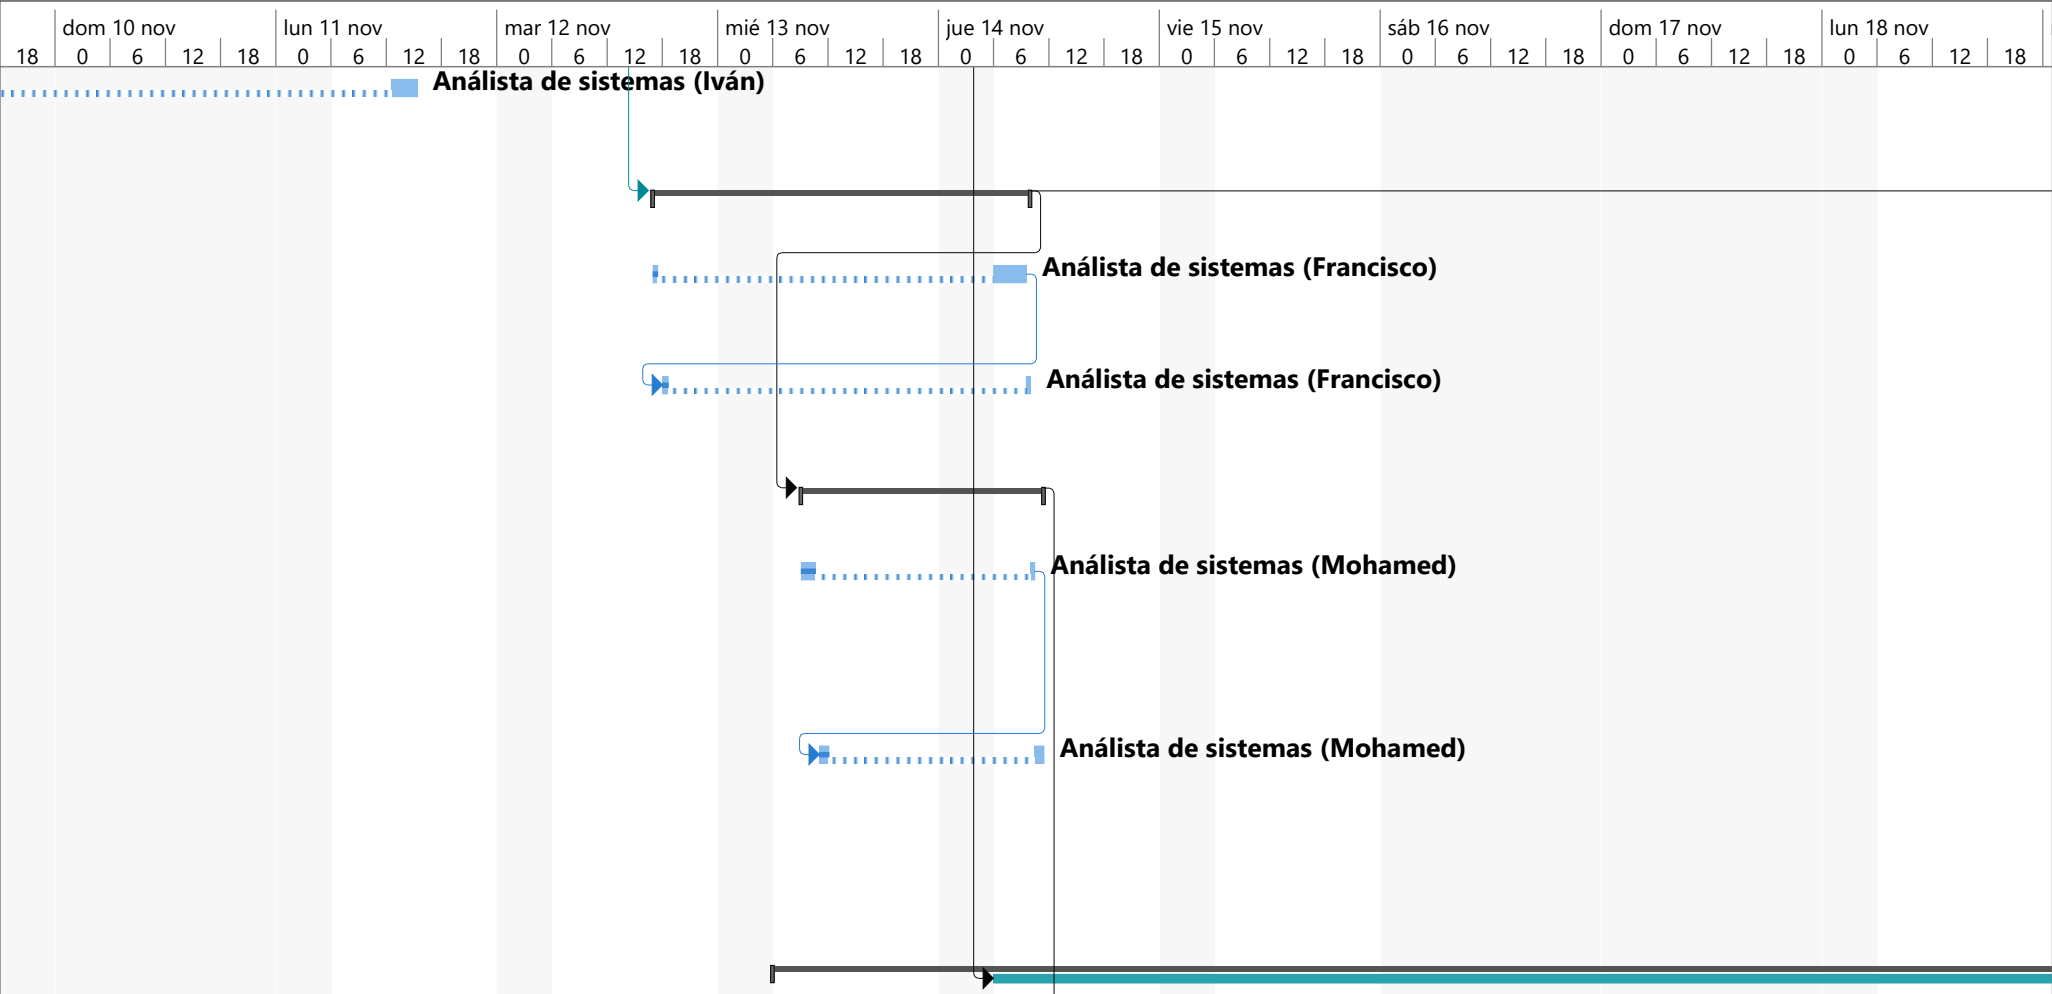 dom 10 nov lun 11 nov mar 12 nov mié 13 nov jue 14 nov vie 15 nov sáb 16 nov dom 17 nov lun 18 nov
18 0 6 12 18 0 6 12 18 0 6 12 18 0 6 12 18 0 6 12 18 0 6 12 18 0 6 12 18 0 6 12 18 0 6 12 18
Análista de sistemas (Iván)
Análista de sistemas (Francisco)
Análista de sistemas (Francisco)
Análista de sistemas (Mohamed)
Análista de sistemas (Mohamed)